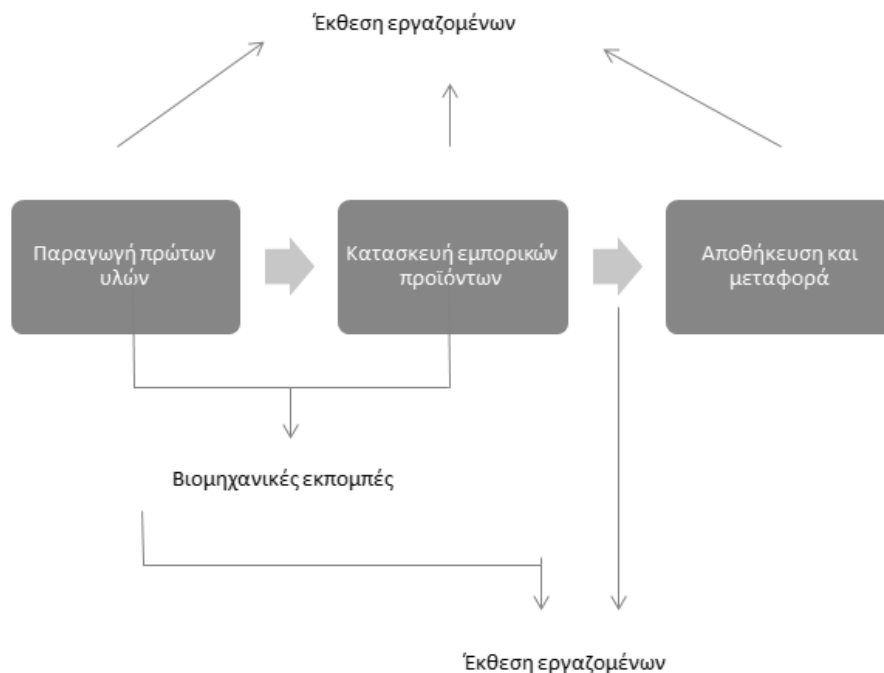 Έκθεση εργαζομένων
Παραγωγή πρώτων
υλών
Κατασκευή εμπορικών
προϊόντων
Αποθήκευση και
μεταφορά
Βιομηχανικές εκπομπές
Έκθεση εργαζομένων